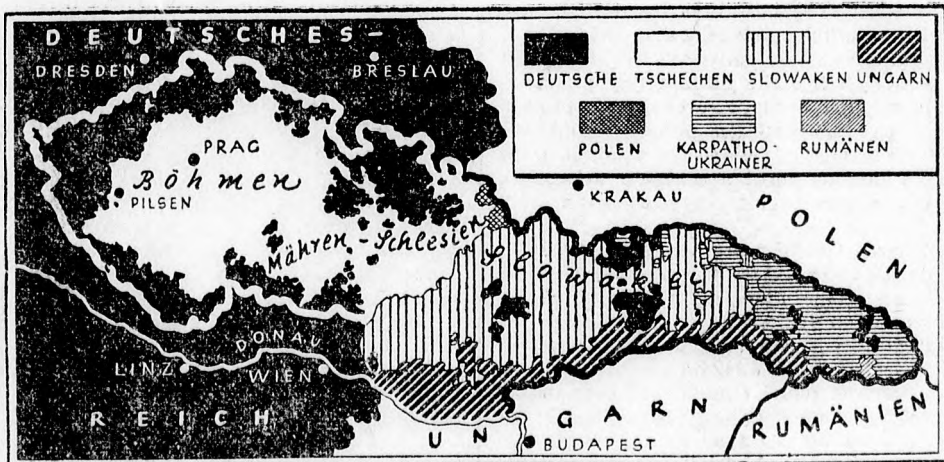 DEUTSCHES-
DRESDEN
BRESLAU
DEUTSCHE TSCHECHEN SLOWAKEN UNGARN
POLEN KARPATHO-UKRAINER RUMÄNEN
PRAG
Böhmen
PILSEN
KRAKAU
POLEN
Mähren-Schlesien
Slowakei
DONAU
LINZ
WIEN
REICH
UNGARN
BUDAPEST
RUMÄNIEN